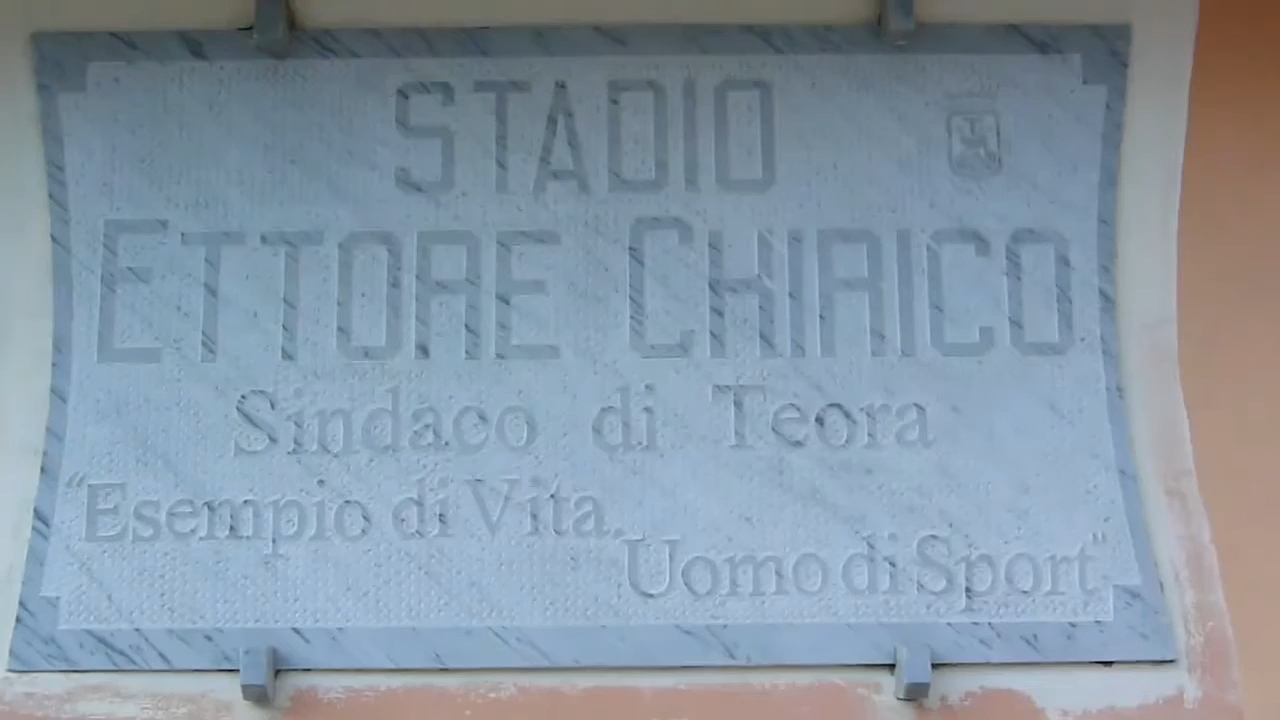 STADIO
ETTORE CHIRICO
Sindaco di Teora
“Esempio di Vita.
Uomo di Sport”